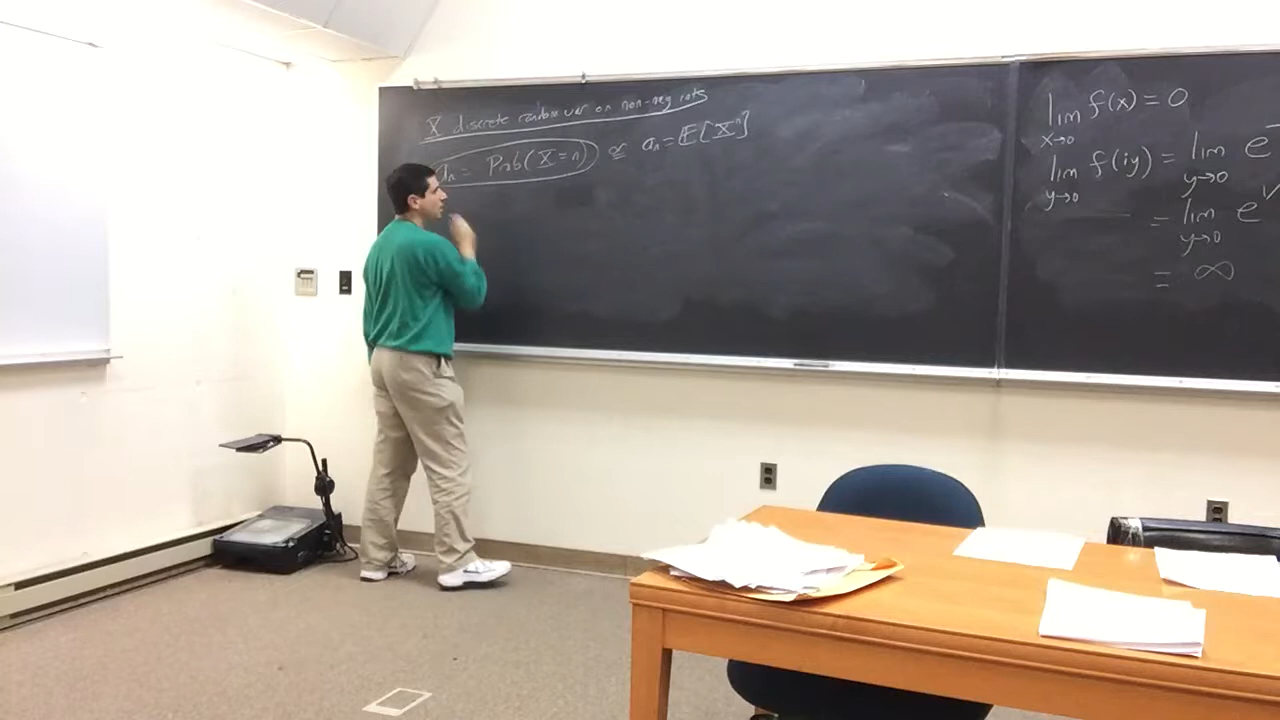 X discrete random var on non-neg ints
aₙ = Prob(X=n) or aₙ = E[Xⁿ]
lim f(x) = 0
x→0
lim f(iy) = lim e
y→0 y→0
= lim e
y→0
= ∞